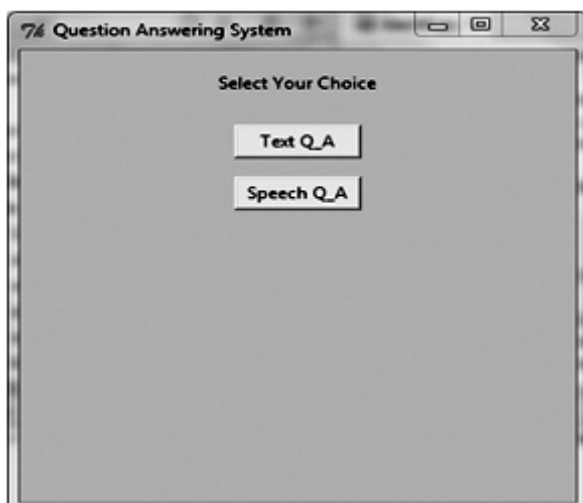 Question Answering System
Select Your Choice
Text Q_A
Speech Q_A